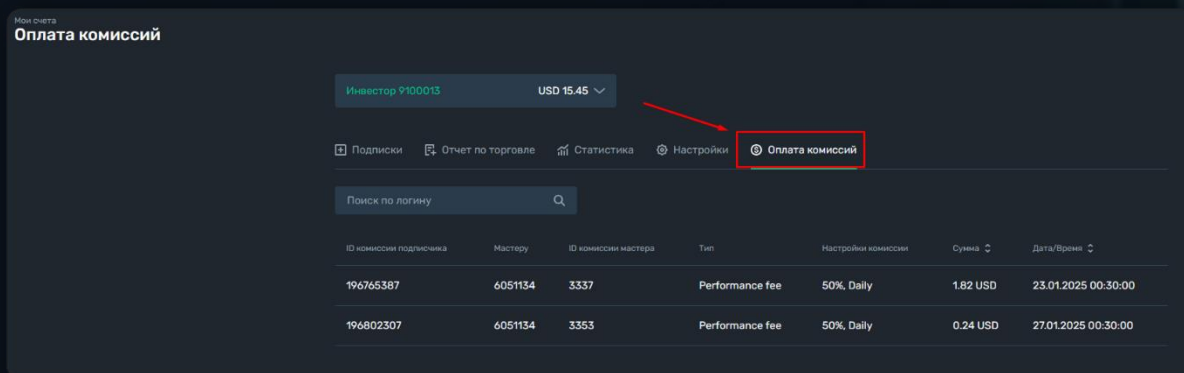 Мои счета
Оплата комиссий
Инвестор 9100013 USD 15.45
Подписки Отчет по торговле Статистика Настройки Оплата комиссий
Поиск по логину
ID комиссии подписчика Мастеру ID комиссии мастера Тип Настройки комиссии Сумма Дата/Время
196765387 6051134 3337 Performance fee 50%, Daily 1.82 USD 23.01.2025 00:30:00
196802307 6051134 3353 Performance fee 50%, Daily 0.24 USD 27.01.2025 00:30:00